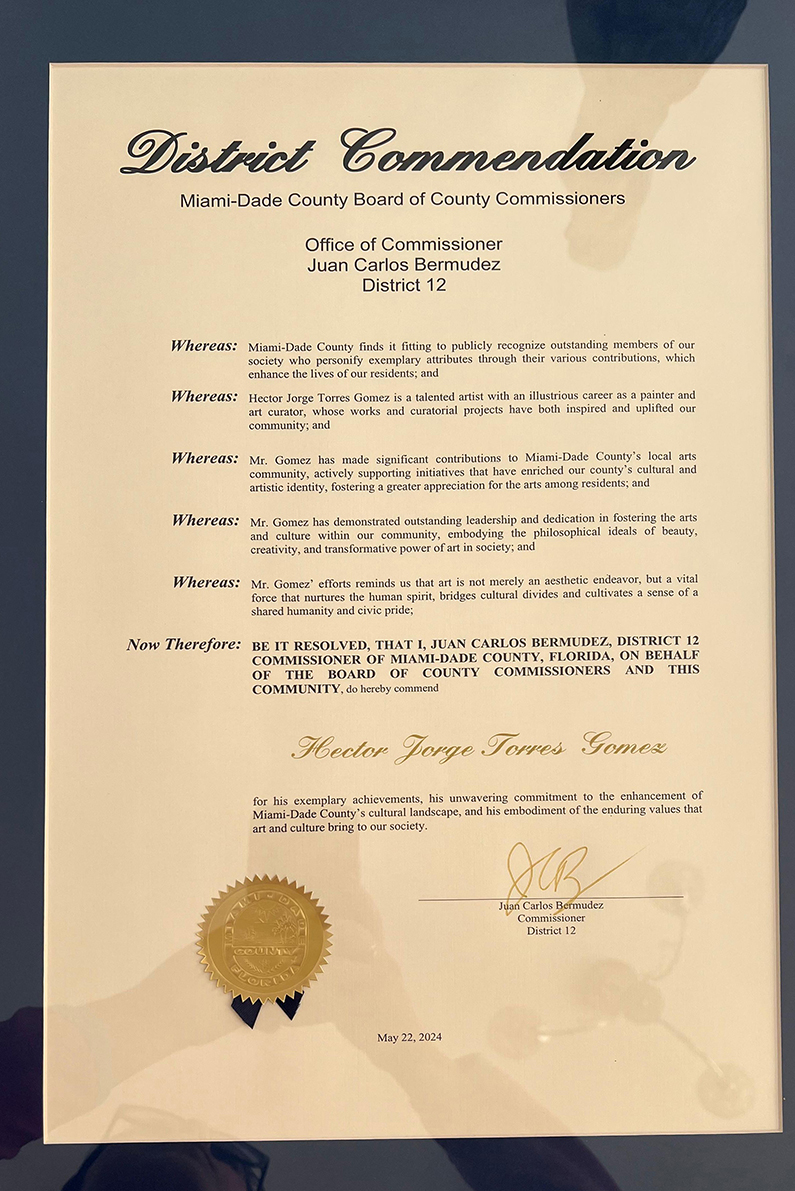 District Commendation
Miami-Dade County Board of County Commissioners
Office of Commissioner
Juan Carlos Bermudez
District 12
Whereas: Miami-Dade County finds it fitting to publicly recognize outstanding members of our
society who personify exemplary attributes through their various contributions, which
enhance the lives of our residents; and
Whereas: Hector Jorge Torres Gomez is a talented artist with an illustrious career as a painter and
art curator, whose works and curatorial projects have both inspired and uplifted our
community; and
Whereas: Mr. Gomez has made significant contributions to Miami-Dade County's local arts
community, actively supporting initiatives that have enriched our county's cultural and
artistic identity, fostering a greater appreciation for the arts among residents; and
Whereas: Mr. Gomez has demonstrated outstanding leadership and dedication in fostering the arts
and culture within our community, embodying the philosophical ideals of beauty,
creativity, and transformative power of art in society; and
Whereas: Mr. Gomez' efforts reminds us that art is not merely an aesthetic endeavor, but a vital
force that nurtures the human spirit, bridges cultural divides and cultivates a sense of a
shared humanity and civic pride;
Now Therefore: BE IT RESOLVED, THAT I, JUAN CARLOS BERMUDEZ, DISTRICT 12
COMMISSIONER OF MIAMI-DADE COUNTY, FLORIDA, ON BEHALF
OF THE BOARD OF COUNTY COMMISSIONERS AND THIS
COMMUNITY, do hereby commend
Hector Jorge Torres Gomez
for his exemplary achievements, his unwavering commitment to the enhancement of
Miami-Dade County's cultural landscape, and his embodiment of the enduring values that
art and culture bring to our society.
JCB
Juan Carlos Bermudez
Commissioner
District 12
MIAMI-DADE
COUNTY
FLORIDA
May 22, 2024